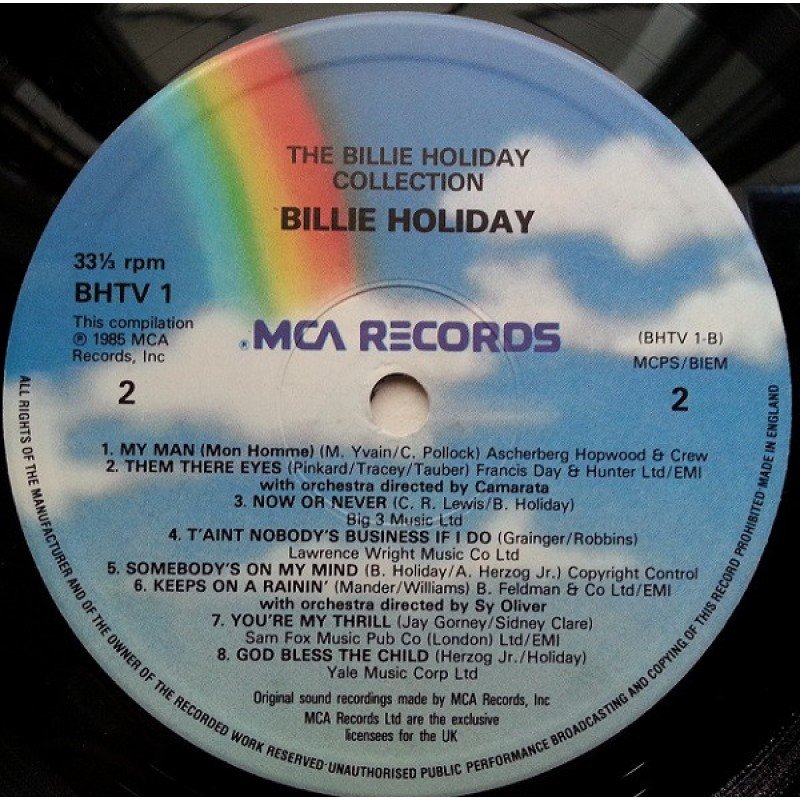 THE BILLIE HOLIDAY
COLLECTION
BILLIE HOLIDAY
33⅓ rpm
BHTV 1
This compilation
℗ 1985 MCA
Records, Inc
2
® MCA RECORDS
(BHTV 1-B)
MCPS/BIEM
2
1. MY MAN (Mon Homme) (M. Yvain/C. Pollock) Ascherberg Hopwood & Crew
2. THEM THERE EYES (Pinkard/Tracey/Tauber) Francis Day & Hunter Ltd/EMI
with orchestra directed by Camarata
3. NOW OR NEVER (C. R. Lewis/B. Holiday)
Big 3 Music Ltd
4. T'AINT NOBODY'S BUSINESS IF I DO (Grainger/Robbins)
Lawrence Wright Music Co Ltd
5. SOMEBODY'S ON MY MIND (B. Holiday/A. Herzog Jr.) Copyright Control
6. KEEPS ON A RAININ' (Mander/Williams) B. Feldman & Co Ltd/EMI
with orchestra directed by Sy Oliver
7. YOU'RE MY THRILL (Jay Gorney/Sidney Clare)
Sam Fox Music Pub Co (London) Ltd/EMI
8. GOD BLESS THE CHILD (Herzog Jr./Holiday)
Yale Music Corp Ltd
Original sound recordings made by MCA Records, Inc
MCA Records Ltd are the exclusive
licensees for the UK
ALL RIGHTS OF THE MANUFACTURER AND OF THE OWNER OF THE RECORDED WORK RESERVED·UNAUTHORISED PUBLIC PERFORMANCE BROADCASTING AND COPYING OF THIS RECORD PROHIBITED·MADE IN ENGLAND